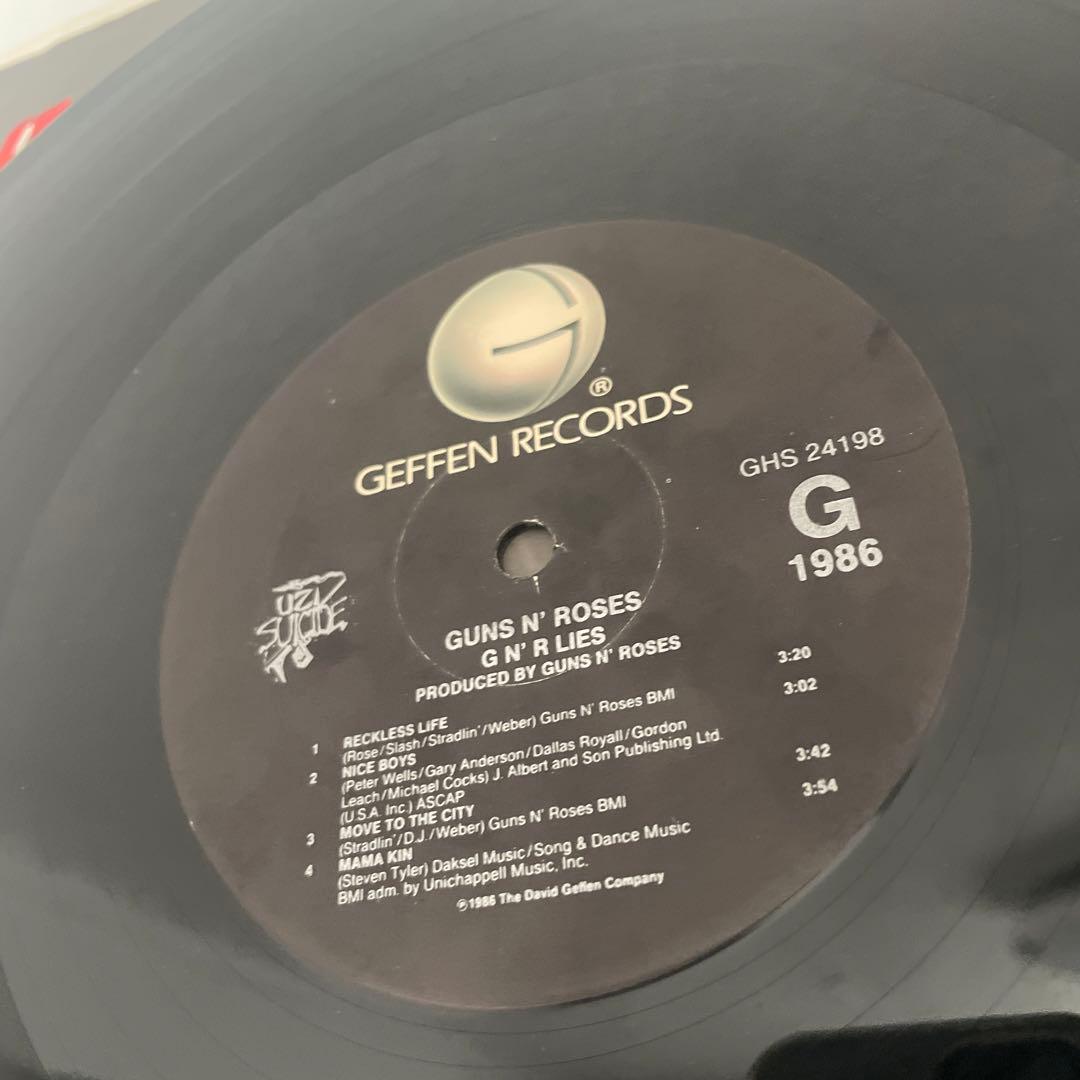 G
®
GEFFEN RECORDS
GHS 24198
G
1986
UZI
SUICIDE
GUNS N' ROSES
G N' R LIES
PRODUCED BY GUNS N' ROSES
1 RECKLESS LIFE 3:20
(Rose/Slash/Stradlin'/Weber) Guns N' Roses BMI
2 NICE BOYS 3:02
(Peter Wells/Gary Anderson/Dallas Royall/Gordon
Leach/Michael Cocks) J. Albert and Son Publishing Ltd.
(U.S.A. Inc.) ASCAP
3 MOVE TO THE CITY 3:42
(Stradlin'/D.J./Weber) Guns N' Roses BMI
4 MAMA KIN 3:54
(Steven Tyler) Daksel Music/Song & Dance Music
BMI adm. by Unichappell Music, Inc.
℗1986 The David Geffen Company